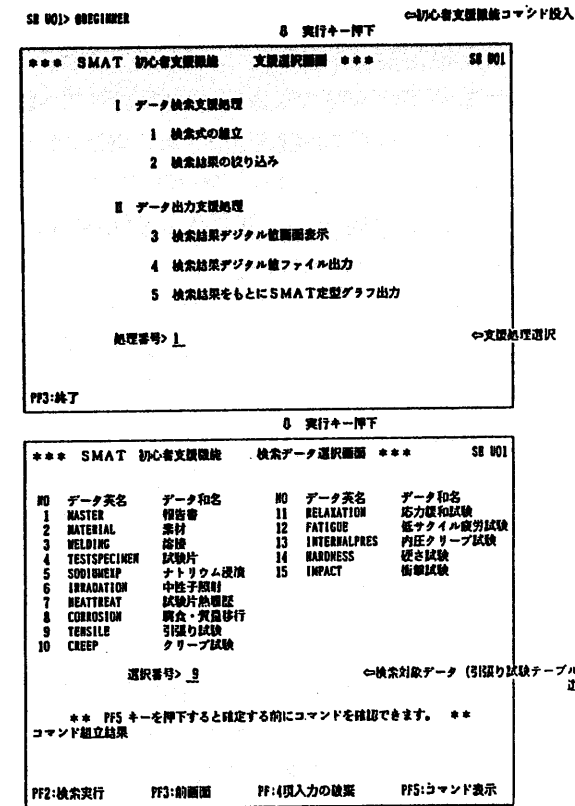 SE U01> @BEGINNER ⇦初心者支援機能コマンド投入
⇩ 実行キー押下
*** SMAT 初心者支援機能 支援選択画面 *** SE U01
Ⅰ データ検索支援処理
1 検索式の組立
2 検索結果の絞り込み
Ⅱ データ出力支援処理
3 検索結果デジタル値画面表示
4 検索結果デジタル値ファイル出力
5 検索結果をもとにSMAT定型グラフ出力
処理番号> 1 ⇦支援処理選択
PF3:終了
⇩ 実行キー押下
*** SMAT 初心者支援機能 検索データ選択画面 *** SE U01
NO データ英名 データ和名 NO データ英名 データ和名
1 MASTER 報告書 11 RELAXATION 応力緩和試験
2 MATERIAL 素材 12 FATIGUE 低サクイル疲労試験
3 WELDING 溶接 13 INTERNALPRES 内圧クリープ試験
4 TESTSPECIMEN 試験片 14 HARDNESS 硬さ試験
5 SODIUMEXP ナトリウム浸漬 15 IMPACT 衝撃試験
6 IRRADATION 中性子照射
7 HEATTREAT 試験片熱履歴
8 CORROSION 腐食・質量移行
9 TENSILE 引張り試験
10 CREEP クリープ試験
選択番号> 9 ⇦検索対象データ (引張り試験テーブル
** PF5 キーを押下すると確定する前にコマンドを確認できます。 **
コマンド組立結果
PF2:検索実行 PF3:前画面 PF:4項入力の破棄 PF5:コマンド表示